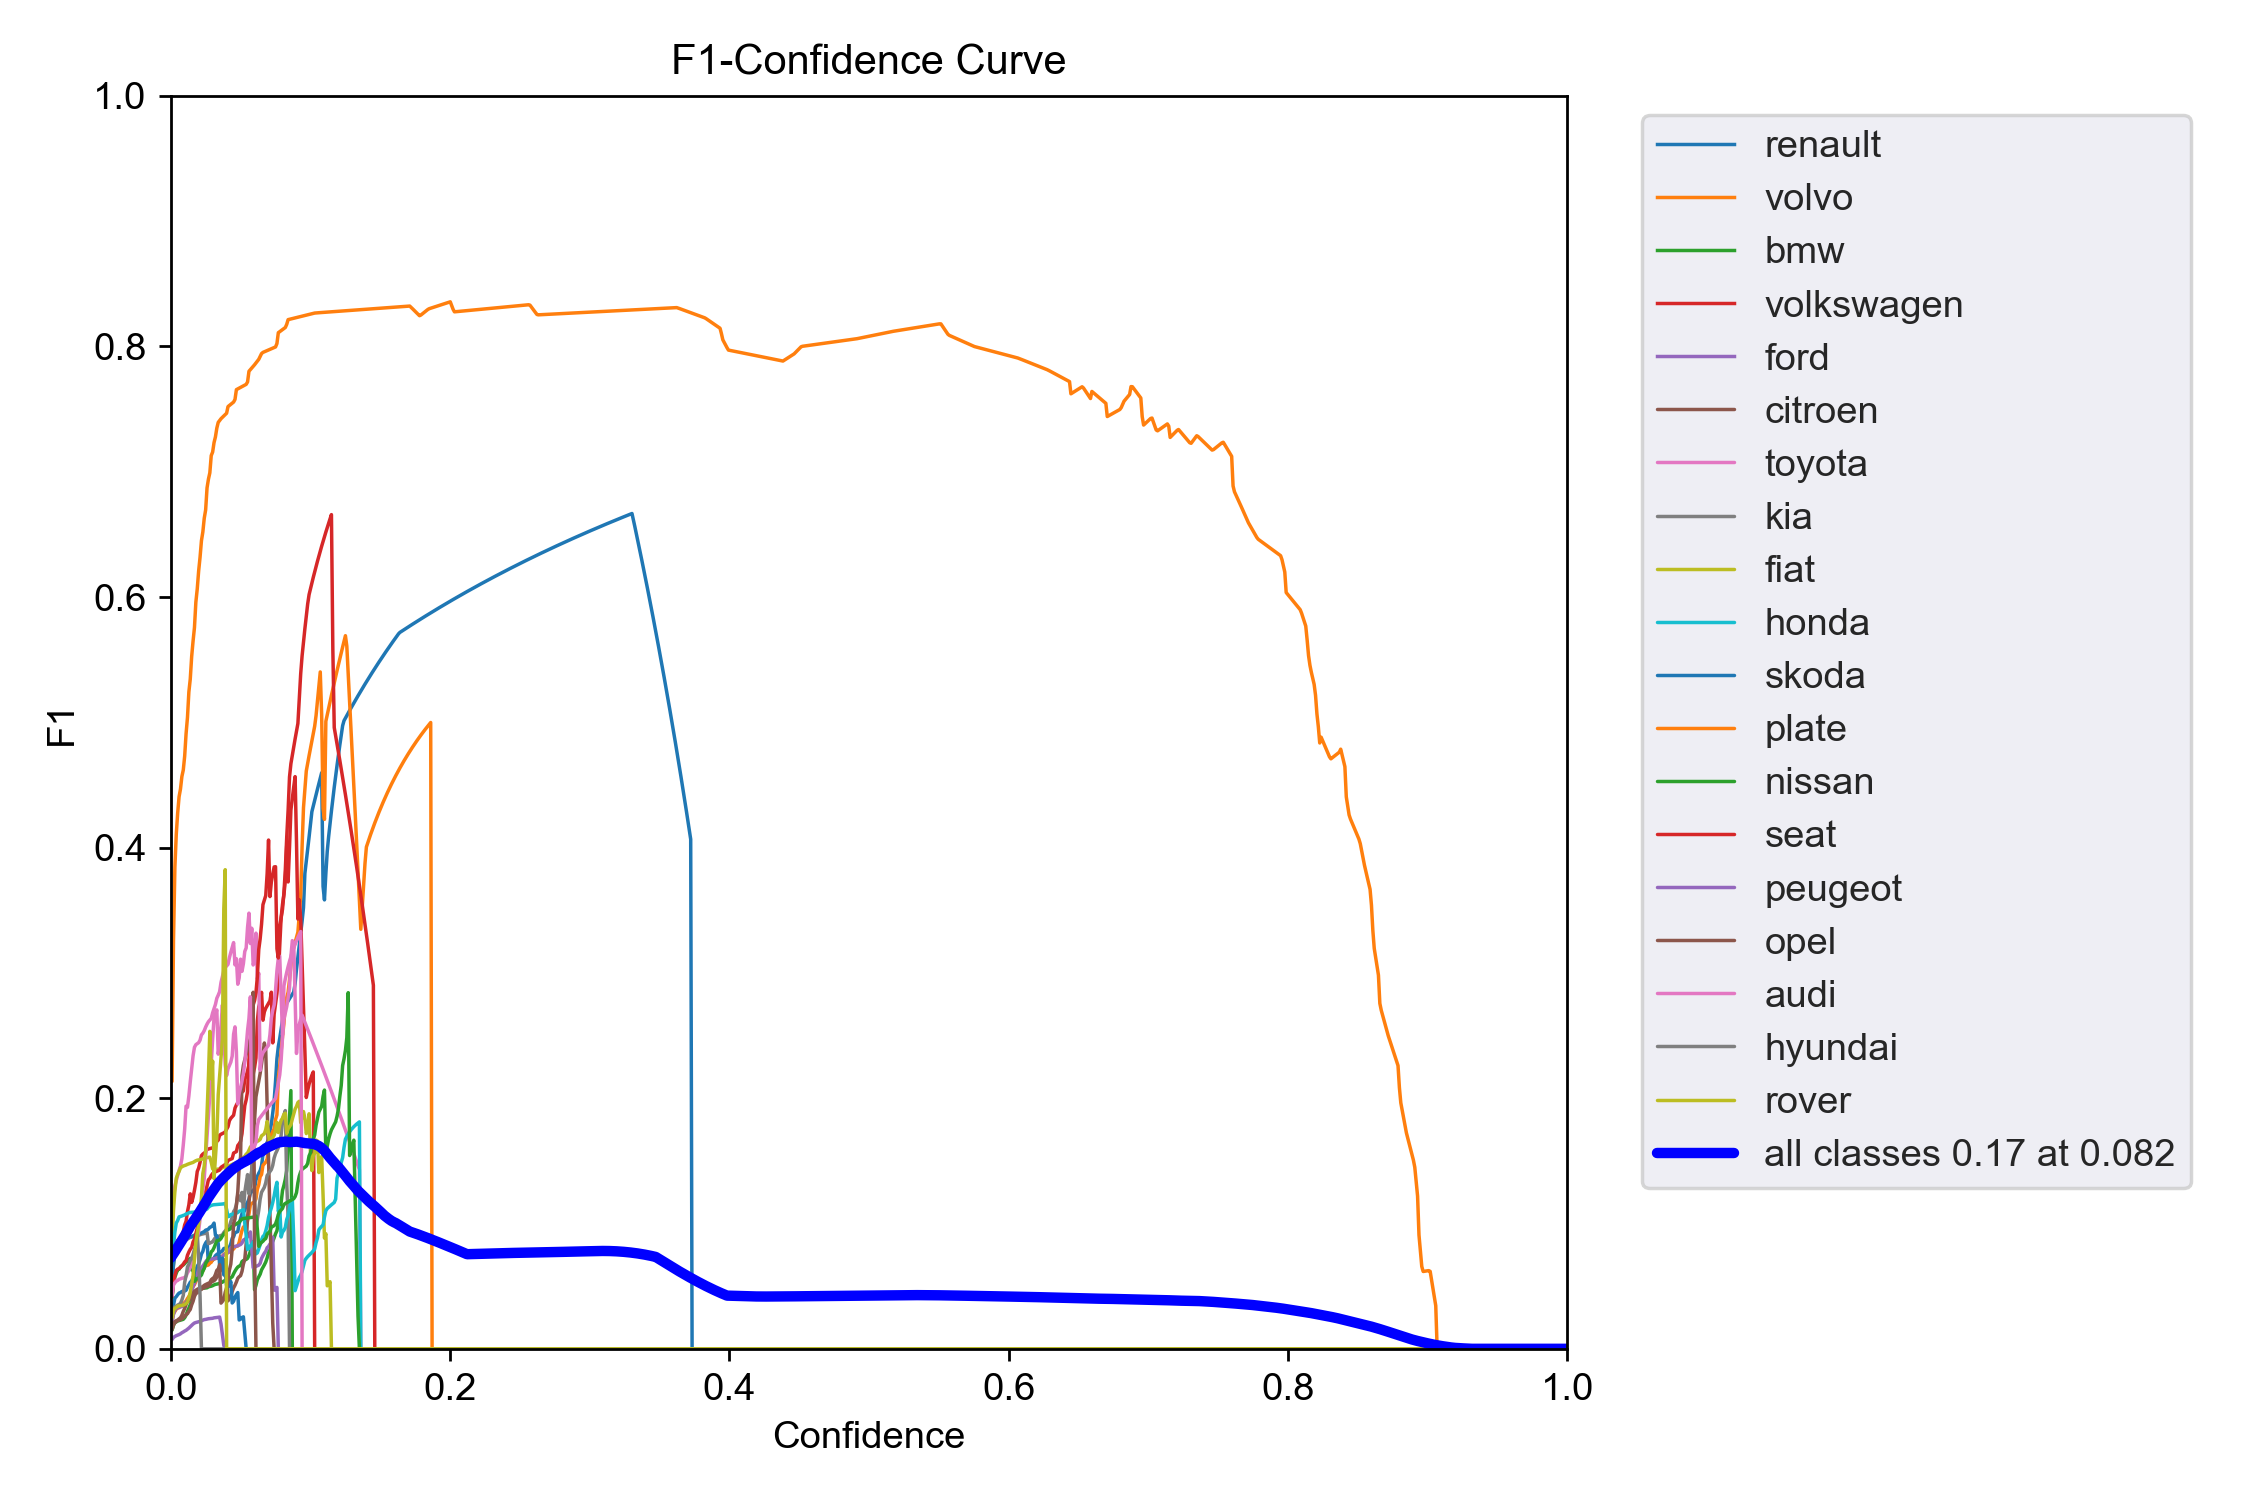 F1-Confidence Curve
1.0
0.8
0.6
0.4
0.2
0.0
F1
0.0 0.2 0.4 0.6 0.8 1.0
Confidence
renault
volvo
bmw
volkswagen
ford
citroen
toyota
kia
fiat
honda
skoda
plate
nissan
seat
peugeot
opel
audi
hyundai
rover
all classes 0.17 at 0.082